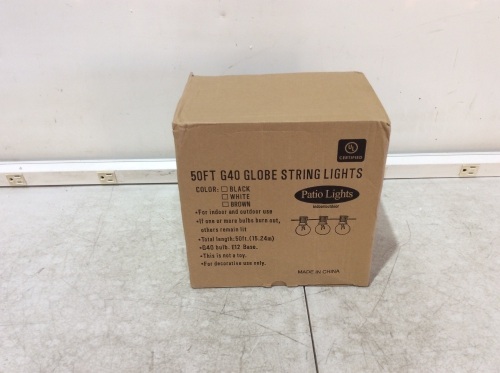 UL
CERTIFIED
50FT G40 GLOBE STRING LIGHTS
COLOR: BLACK
WHITE
BROWN
Patio Lights
•For indoor and outdoor use
•If one or more bulbs burn out,
others remain lit
•Total length:50ft.(15.24m)
•G40 bulb. E12 Base.
•This is not a toy.
•For decorative use only.
MADE IN CHINA